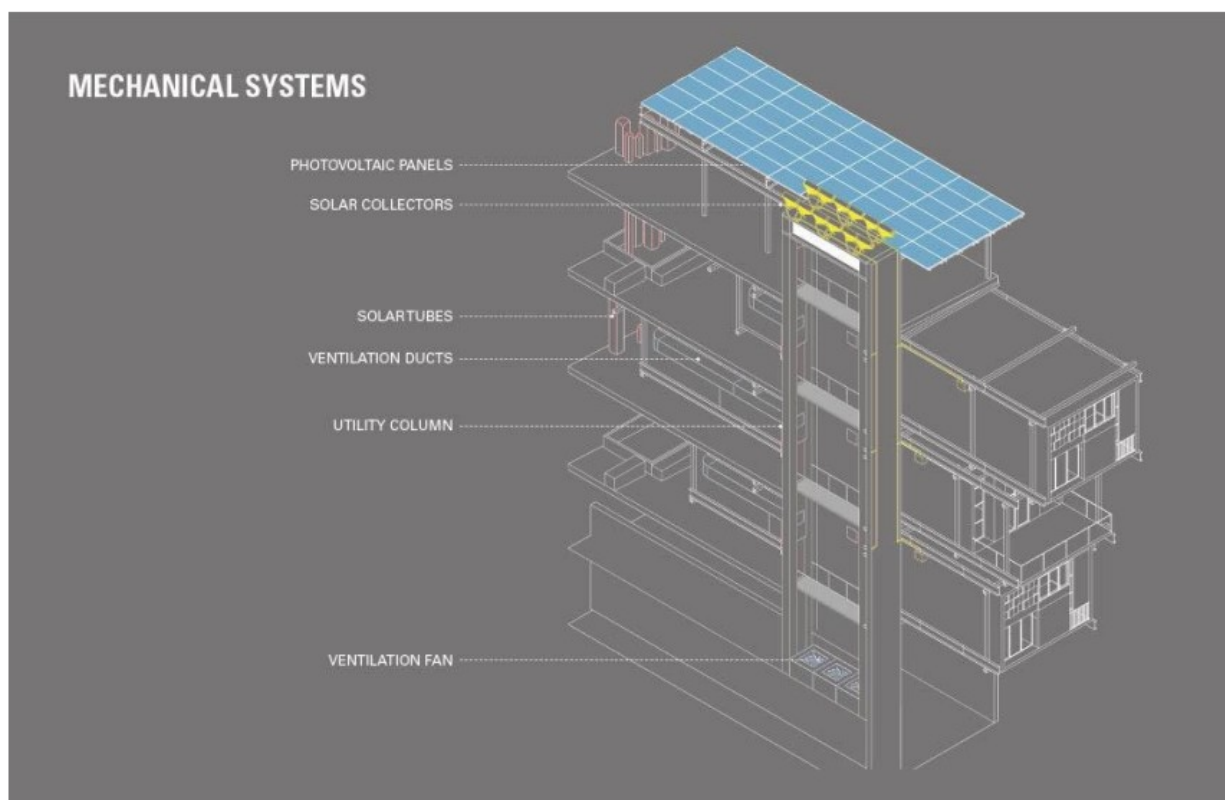 MECHANICAL SYSTEMS
PHOTOVOLTAIC PANELS
SOLAR COLLECTORS
SOLARTUBES
VENTILATION DUCTS
UTILITY COLUMN
VENTILATION FAN